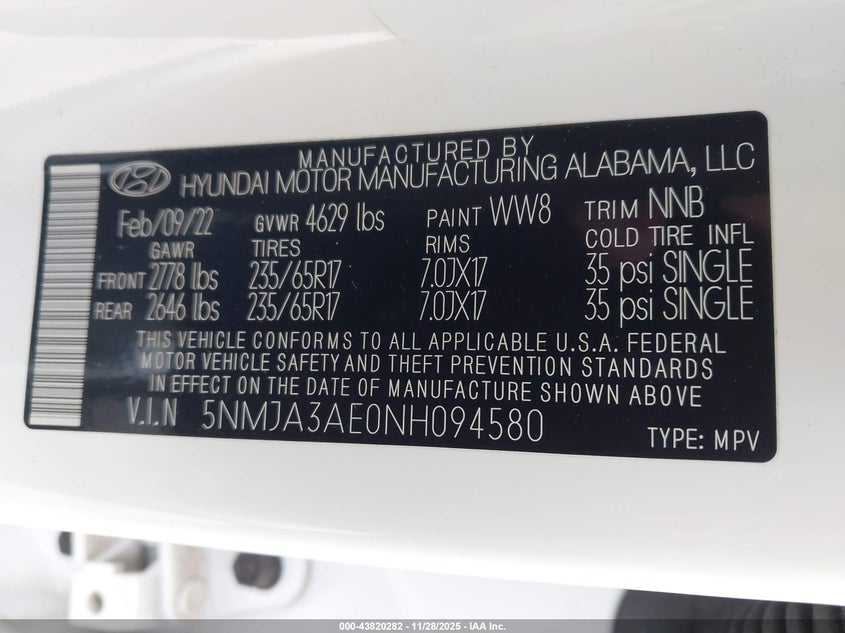 MANUFACTURED BY
HYUNDAI MOTOR MANUFACTURING ALABAMA, LLC
Feb/09/22 GVWR 4629 lbs PAINT WW8 TRIM NNB
GAWR TIRES RIMS COLD TIRE INFL
FRONT 2778 lbs 235/65R17 7.0JX17 35 psi SINGLE
REAR 2646 lbs 235/65R17 7.0JX17 35 psi SINGLE
THIS VEHICLE CONFORMS TO ALL APPLICABLE U.S.A. FEDERAL
MOTOR VEHICLE SAFETY AND THEFT PREVENTION STANDARDS
IN EFFECT ON THE DATE OF MANUFACTURE SHOWN ABOVE
V.I.N 5NMJA3AE0NH094580 TYPE: MPV
000-43820282 - 11/28/2025 - IAA Inc.